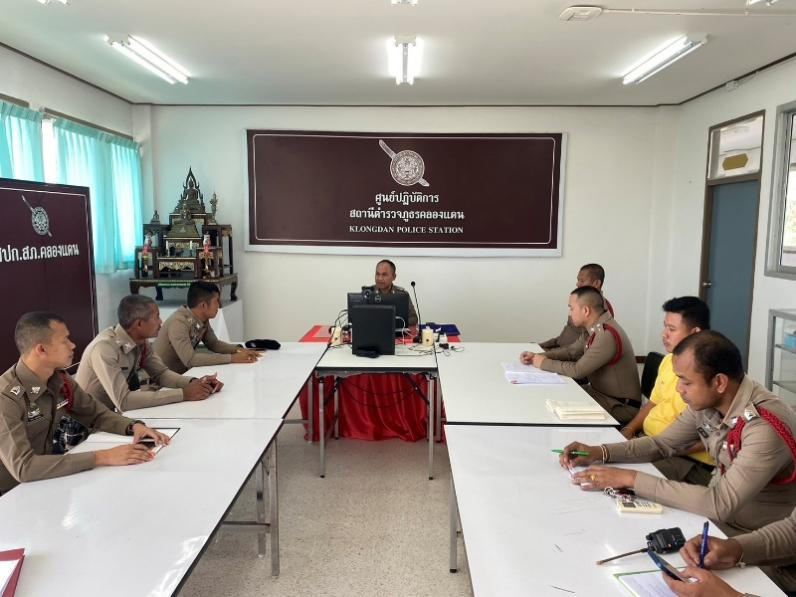 ศูนย์ปฏิบัติการ
สถานีตำรวจภูธรคลองแดน
KLONGDAN POLICE STATION
ศปก.สภ.คลองแดน